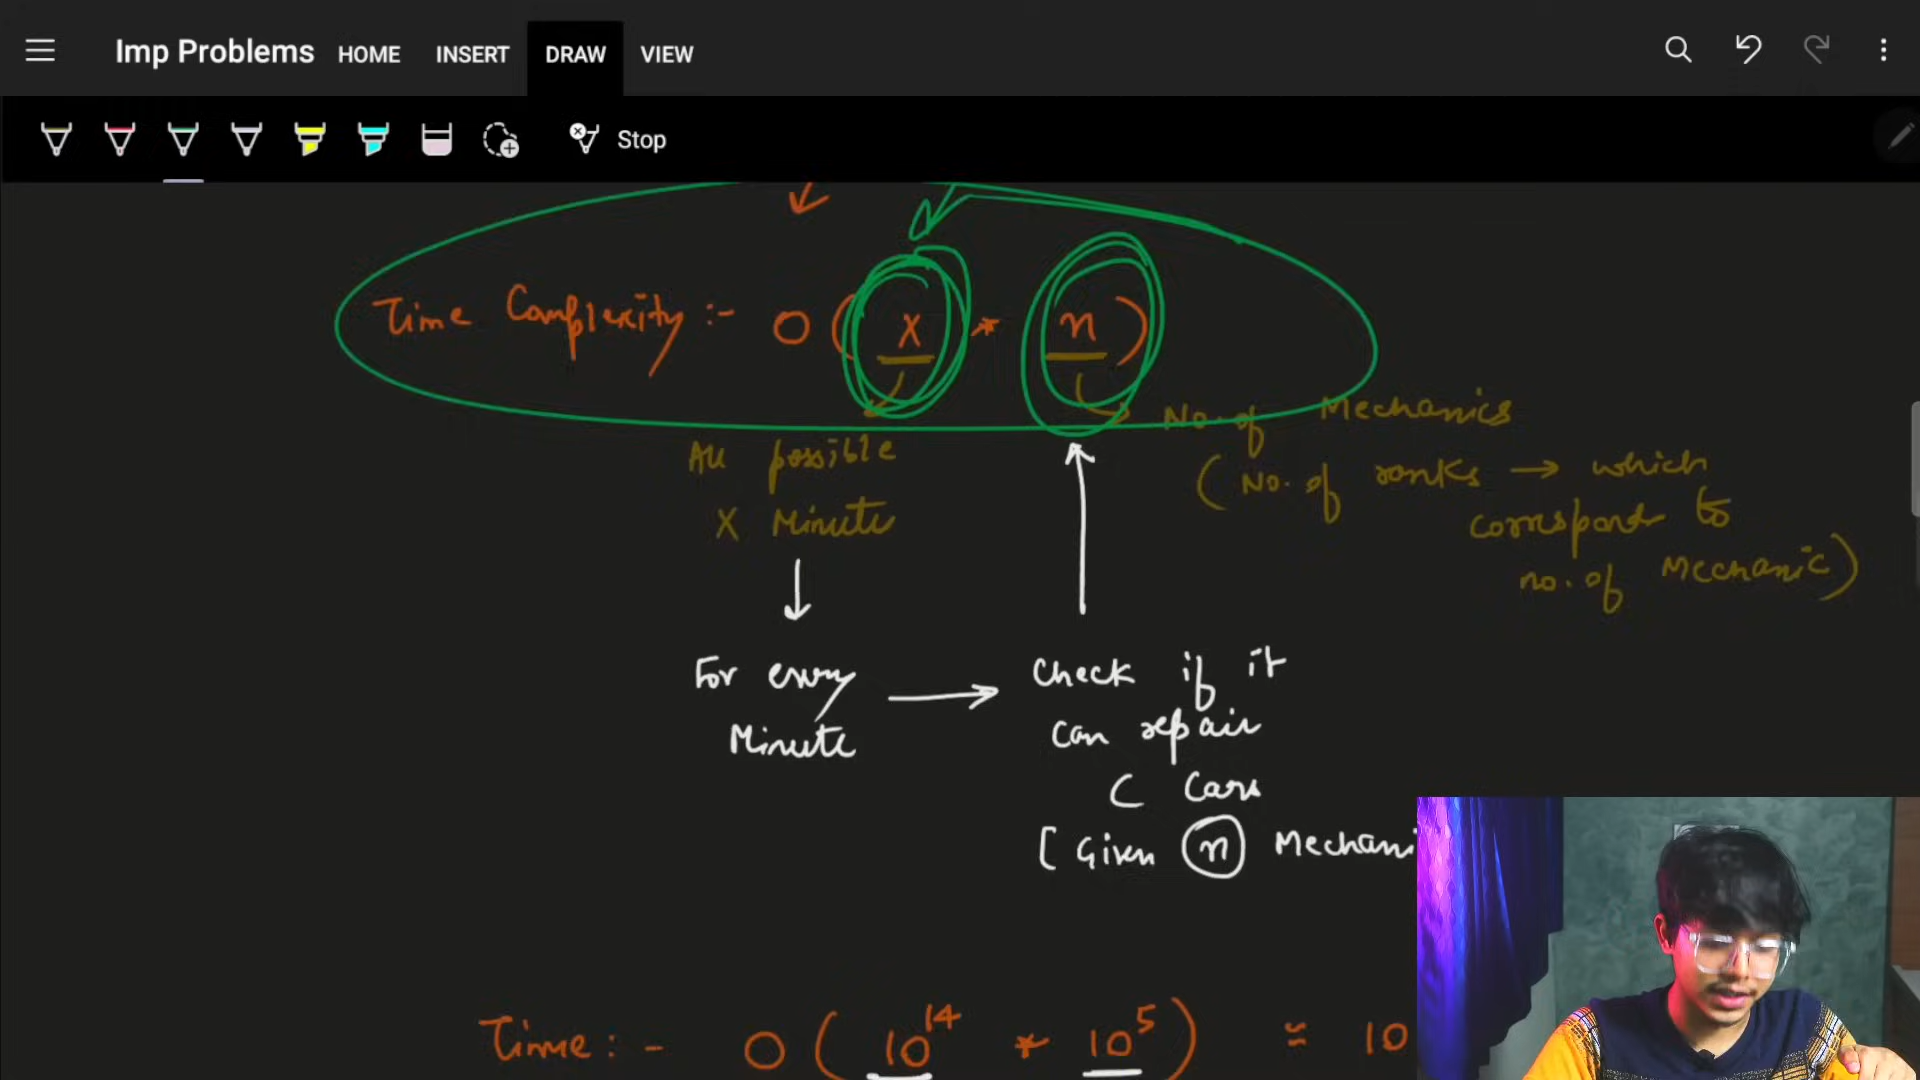 Imp Problems HOME INSERT DRAW VIEW
Stop
Time Complexity :- O ( X * n )
No. of Mechanics
All possible
X Minute
( No. of ranks → which
correspond to
no. of Mechanic )
For every
Minute
Check if it
can repair
C Cars
[ Given n Mechani
Time : - O ( 10^14 * 10^5 ) ≈ 10